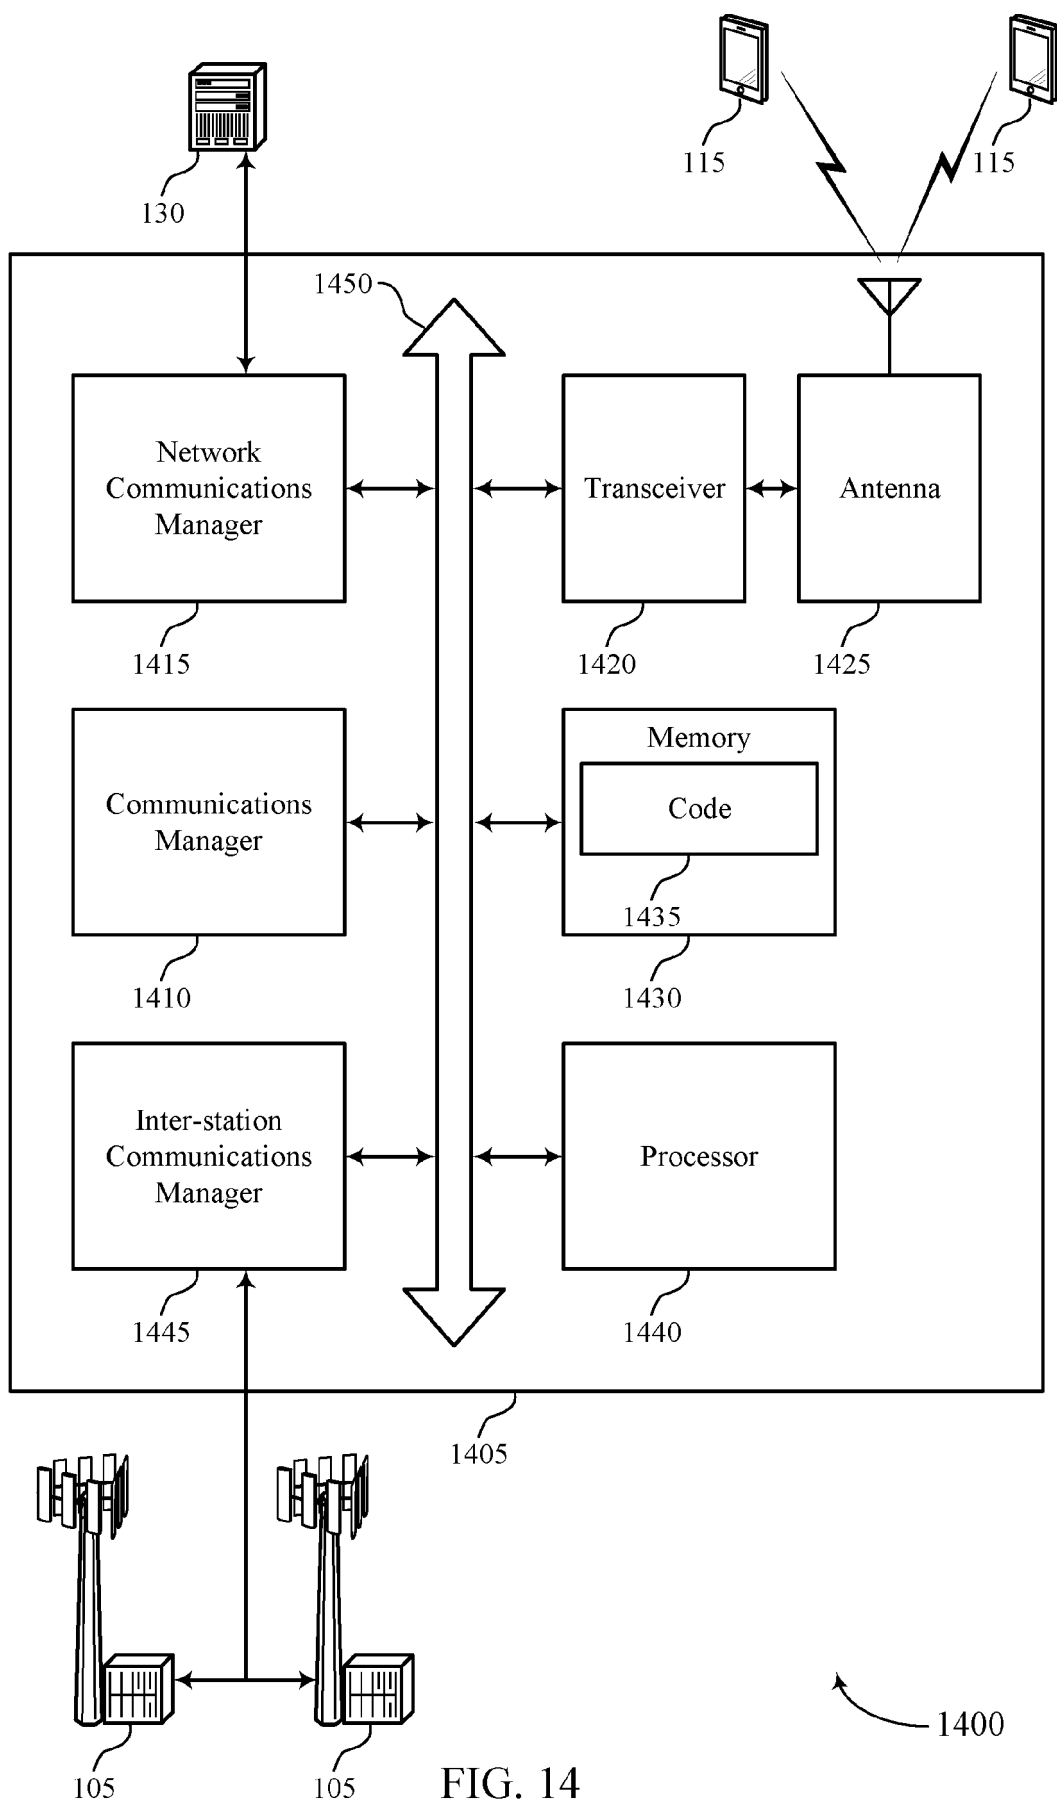 115
115
130
1450
Network
Communications
Manager
Transceiver
Antenna
1415
1420
1425
Communications
Manager
Memory
Code
1435
1410
1430
Inter-station
Communications
Manager
Processor
1445
1440
1405
1400
105
105
FIG. 14